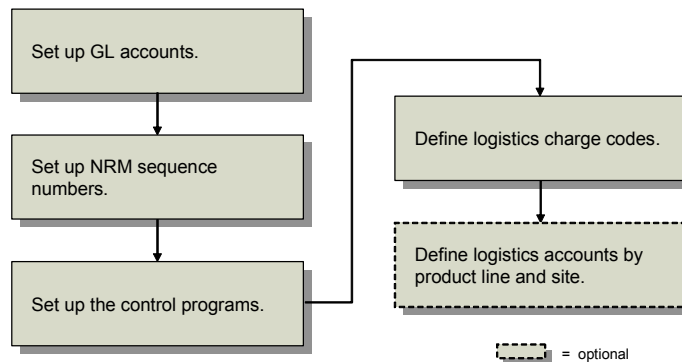 Set up GL accounts.
Set up NRM sequence
numbers.
Set up the control programs.
Define logistics charge codes.
Define logistics accounts by
product line and site.
= optional